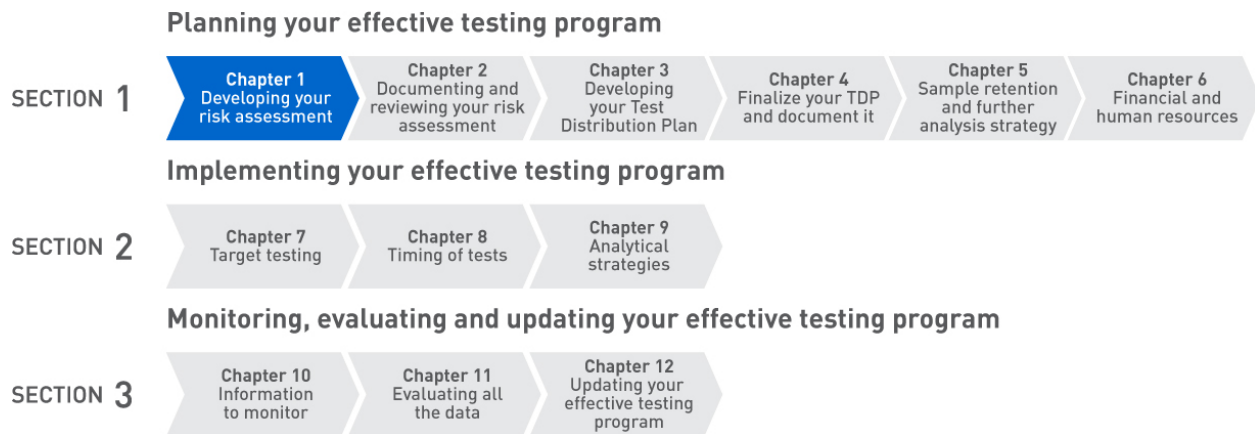 Planning your effective testing program
SECTION 1
Chapter 1
Developing your
risk assessment
Chapter 2
Documenting and
reviewing your risk
assessment
Chapter 3
Developing
your Test
Distribution Plan
Chapter 4
Finalize your TDP
and document it
Chapter 5
Sample retention
and further
analysis strategy
Chapter 6
Financial and
human resources
Implementing your effective testing program
SECTION 2
Chapter 7
Target testing
Chapter 8
Timing of tests
Chapter 9
Analytical
strategies
Monitoring, evaluating and updating your effective testing program
SECTION 3
Chapter 10
Information
to monitor
Chapter 11
Evaluating all
the data
Chapter 12
Updating your
effective testing
program